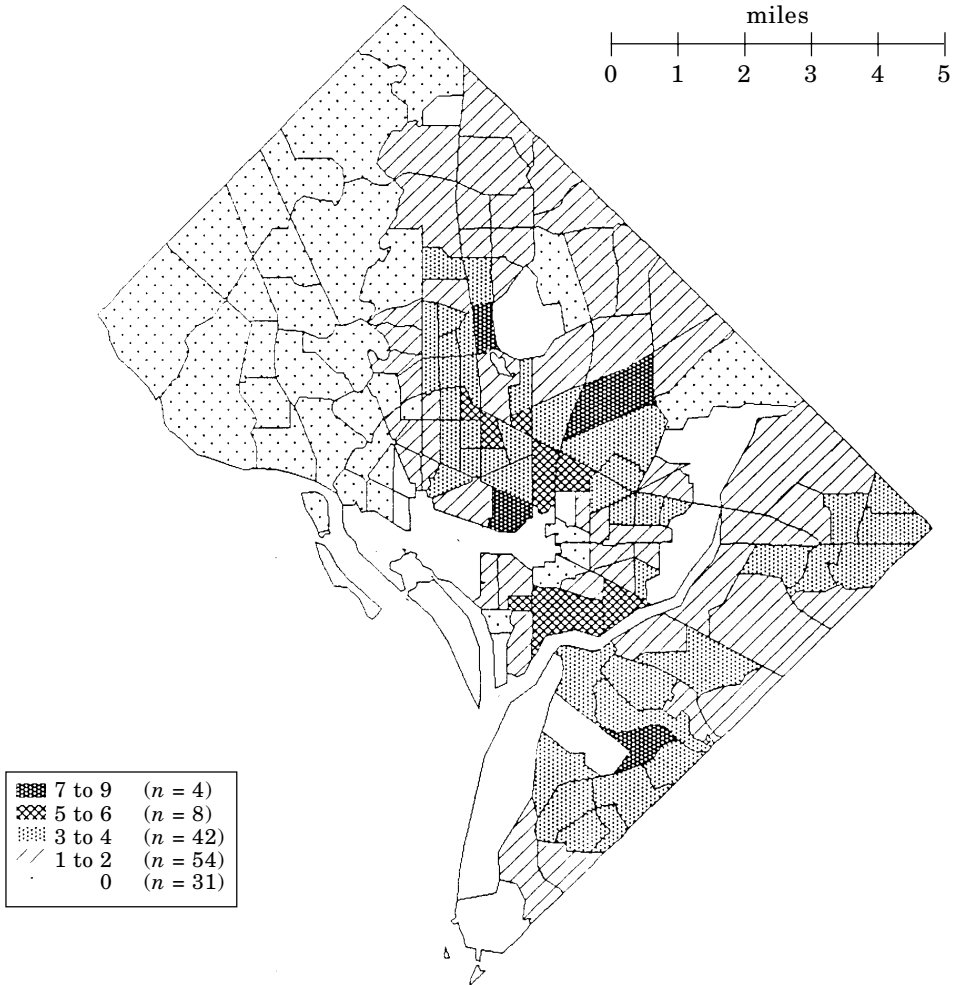 miles
0 1 2 3 4 5
7 to 9 (n = 4)
5 to 6 (n = 8)
3 to 4 (n = 42)
1 to 2 (n = 54)
0 (n = 31)